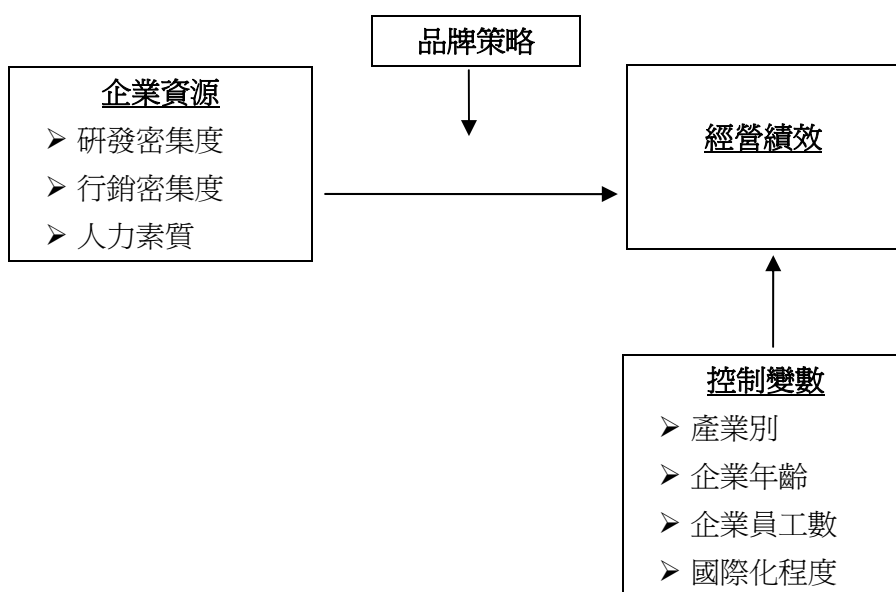 品牌策略
企業資源
➢ 研發密集度
➢ 行銷密集度
➢ 人力素質
經營績效
控制變數
➢ 產業別
➢ 企業年齡
➢ 企業員工數
➢ 國際化程度